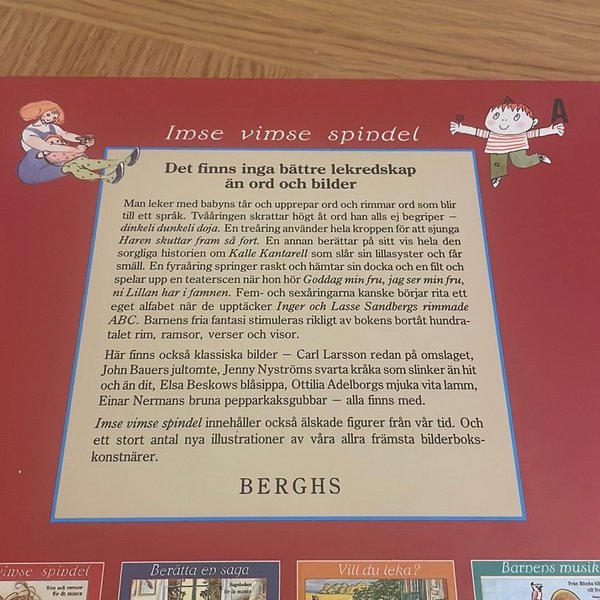 A
Imse vimse spindel
Det finns inga bättre lekredskap
än ord och bilder
Man leker med babyns tår och upprepar ord och rimmar ord som blir
till ett språk. Tvååringen skrattar högt åt ord han alls ej begriper –
dinkeli dunkeli doja. En treåring använder hela kroppen för att sjunga
Haren skuttar fram så fort. En annan berättar på sitt vis hela den
sorgliga historien om Kalle Kantarell som slår sin lillasyster och får
smäll. En fyraåring springer raskt och hämtar sin docka och en filt och
spelar upp en teaterscen när hon hör Goddag min fru, jag ser min fru,
ni Lillan har i famnen. Fem- och sexåringarna kanske börjar rita ett
eget alfabet när de upptäcker Inger och Lasse Sandbergs rimmade
ABC. Barnens fria fantasi stimuleras rikligt av bokens bortåt hundra-
talet rim, ramsor, verser och visor.
Här finns också klassiska bilder – Carl Larsson redan på omslaget,
John Bauers jultomte, Jenny Nyströms svarta kråka som slinker än hit
och än dit, Elsa Beskows blåsippa, Ottilia Adelborgs mjuka vita lamm,
Einar Nermans bruna pepparkaksgubbar – alla finns med.
Imse vimse spindel innehåller också älskade figurer från vår tid. Och
ett stort antal nya illustrationer av våra allra främsta bilderboks-
konstnärer.
BERGHS
vimse spindel
Berätta en saga
Vill du leka?
Barnens musik
Rim och ramsor
för de minsta
Sagoboken
för de minsta